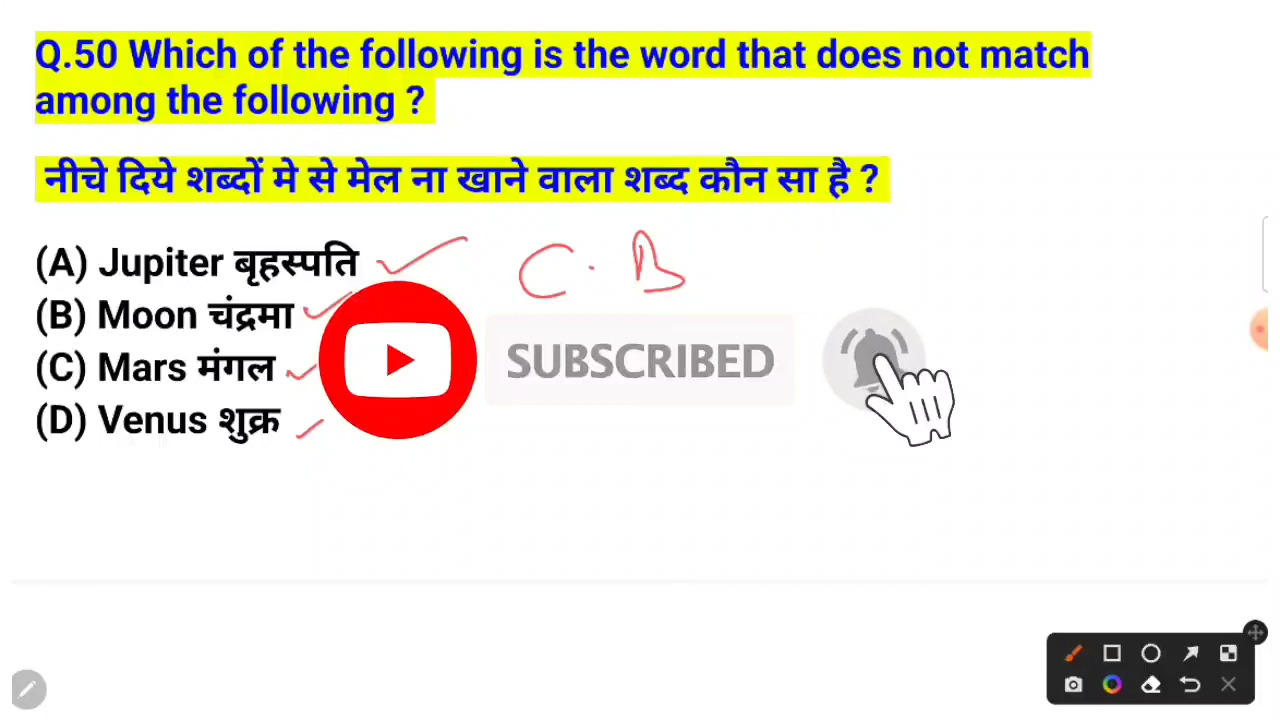 Q.50 Which of the following is the word that does not match
among the following ?
नीचे दिये शब्दों मे से मेल ना खाने वाला शब्द कौन सा है ?
(A) Jupiter बृहस्पति
C. B
(B) Moon चंद्रमा
(C) Mars मंगल
SUBSCRIBED
(D) Venus शुक्र